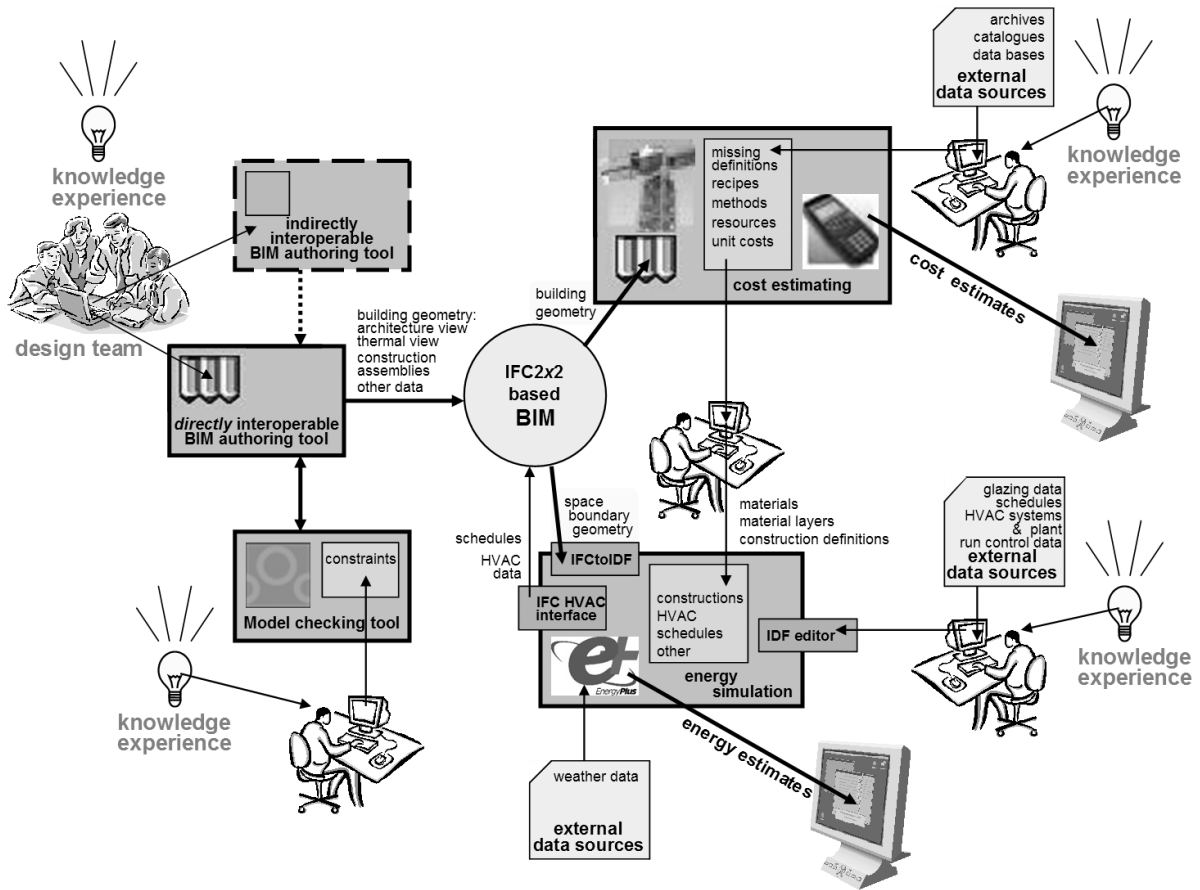 knowledge
experience
design team
indirectly
interoperable
BIM authoring tool
directly interoperable
BIM authoring tool
building geometry:
architecture view
thermal view
construction
assemblies
other data
Model checking tool
constraints
knowledge
experience
IFC2x2
based
BIM
building
geometry
missing
definitions
recipes
methods
resources
unit costs
cost estimating
archives
catalogues
data bases
external
data sources
knowledge
experience
cost estimates
schedules
HVAC
data
space
boundary
geometry
materials
material layers
construction definitions
IFCtoIDF
IFC HVAC
interface
constructions
HVAC
schedules
other
IDF editor
energy
simulation
EnergyPlus
glazing data
schedules
HVAC systems
& plant
run control data
external
data sources
knowledge
experience
energy estimates
weather data
external
data sources